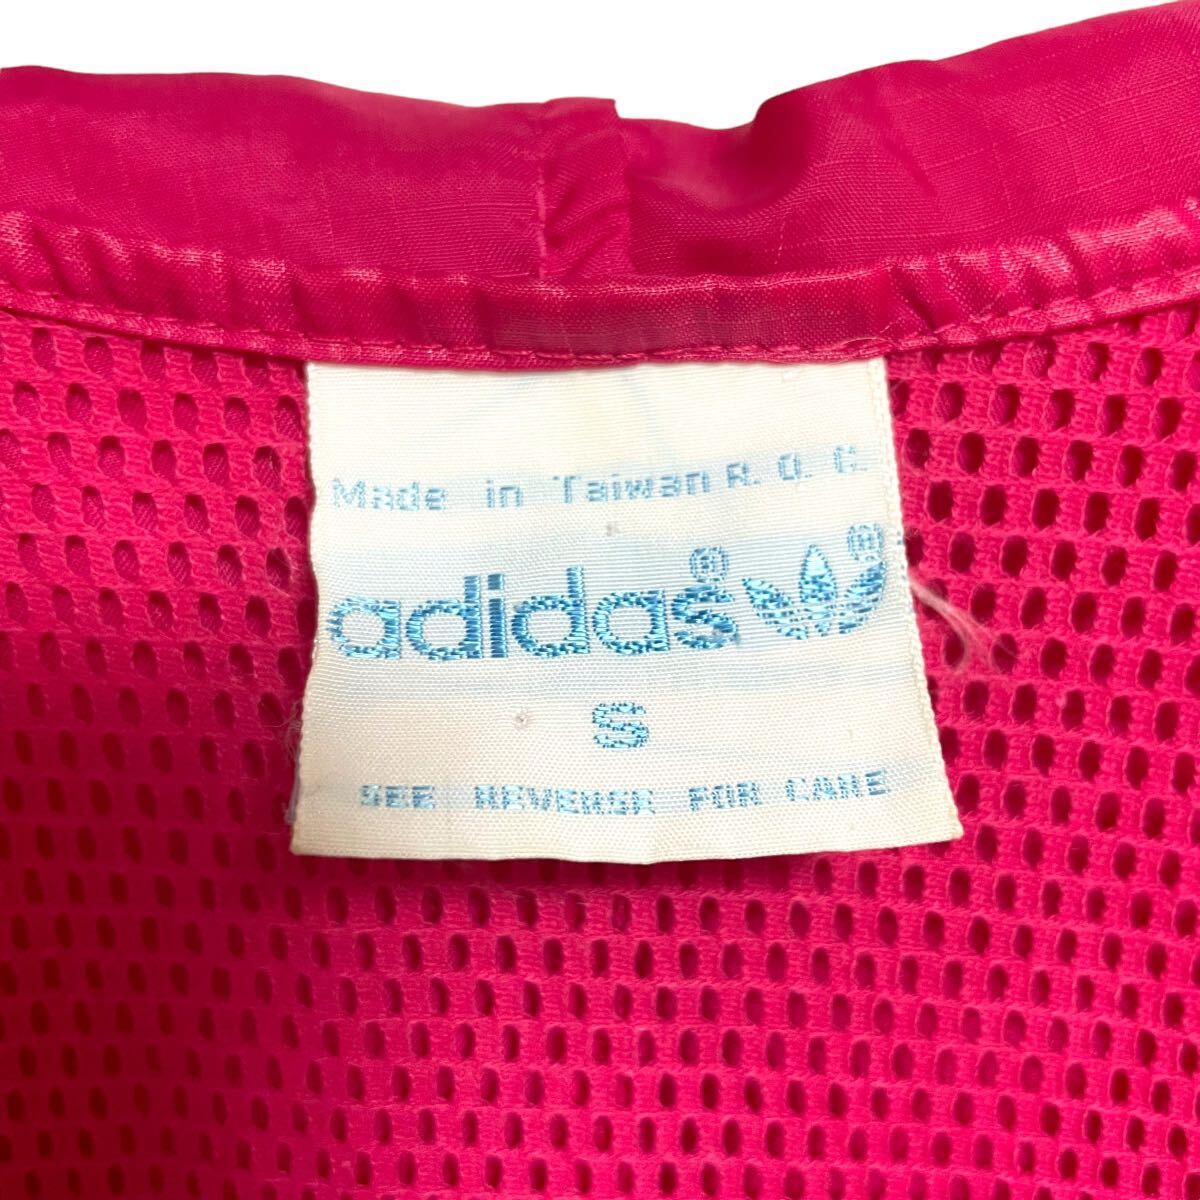 Made in Taiwan R.O.C.
adidas®
®
S
SEE REVERSE FOR CARE